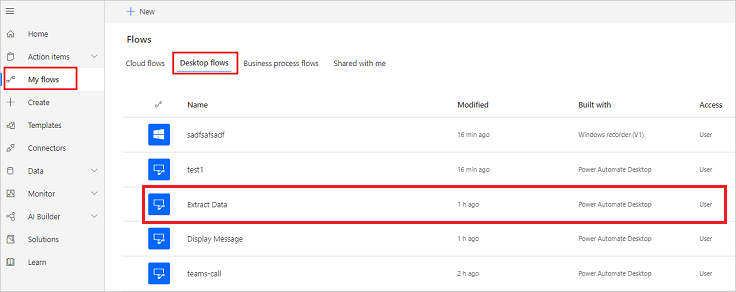 + New
Home
Action items
My flows
Create
Templates
Connectors
Data
Monitor
AI Builder
Solutions
Learn
Flows
Cloud flows Desktop flows Business process flows Shared with me
Name Modified Built with Access
sadfsafsadf 16 min ago Windows recorder (V1) User
test1 16 min ago Power Automate Desktop User
Extract Data 1 h ago Power Automate Desktop User
Display Message 1 h ago Power Automate Desktop User
teams-call 2 h ago Power Automate Desktop User